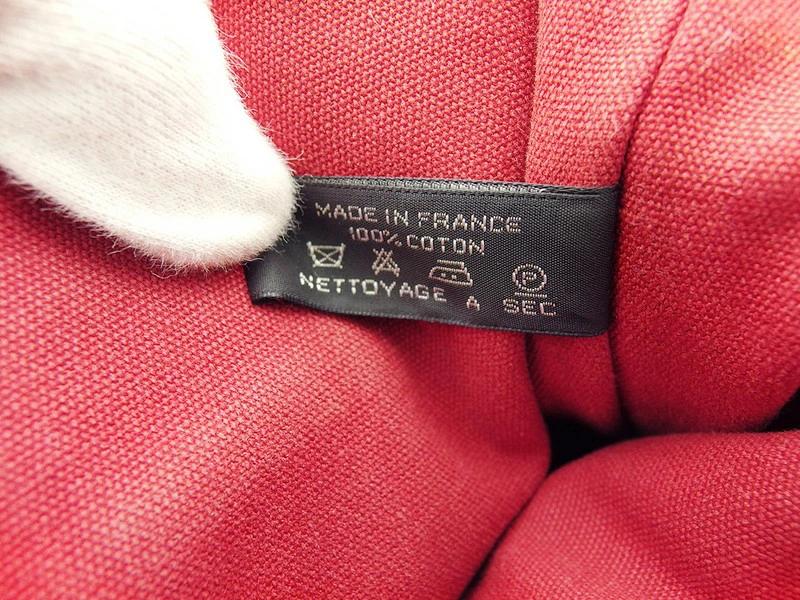 MADE IN FRANCE
100% COTON
P
NETTOYAGE A SEC